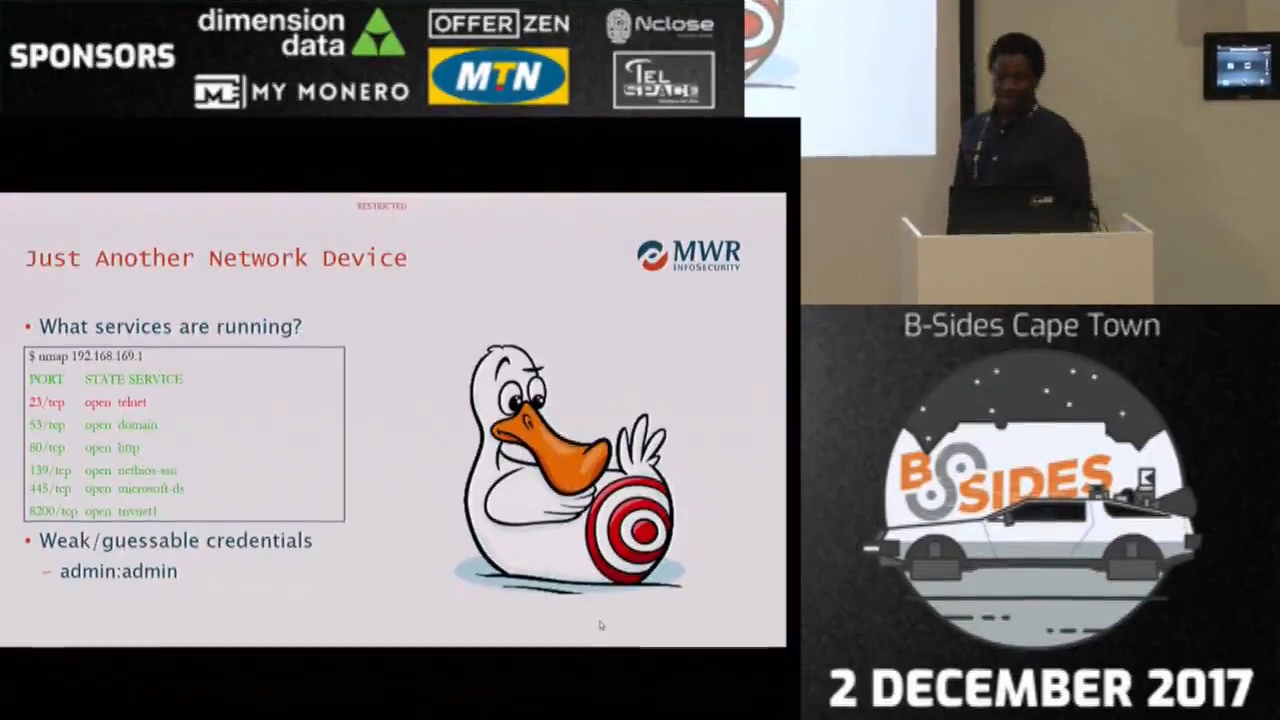 SPONSORS
dimension
data
OFFERZEN
Nclose
ME MY MONERO
MTN
TEL
SPACE
RESTRICTED
Just Another Network Device
MWR
INFOSECURITY
• What services are running?
$ nmap 192.168.169.1
PORT STATE SERVICE
23/tcp open telnet
53/tcp open domain
80/tcp open http
139/tcp open netbios-ssn
445/tcp open microsoft-ds
8200/tcp open trivnet1
• Weak/guessable credentials
– admin:admin
B-Sides Cape Town
BSIDES
2 DECEMBER 2017